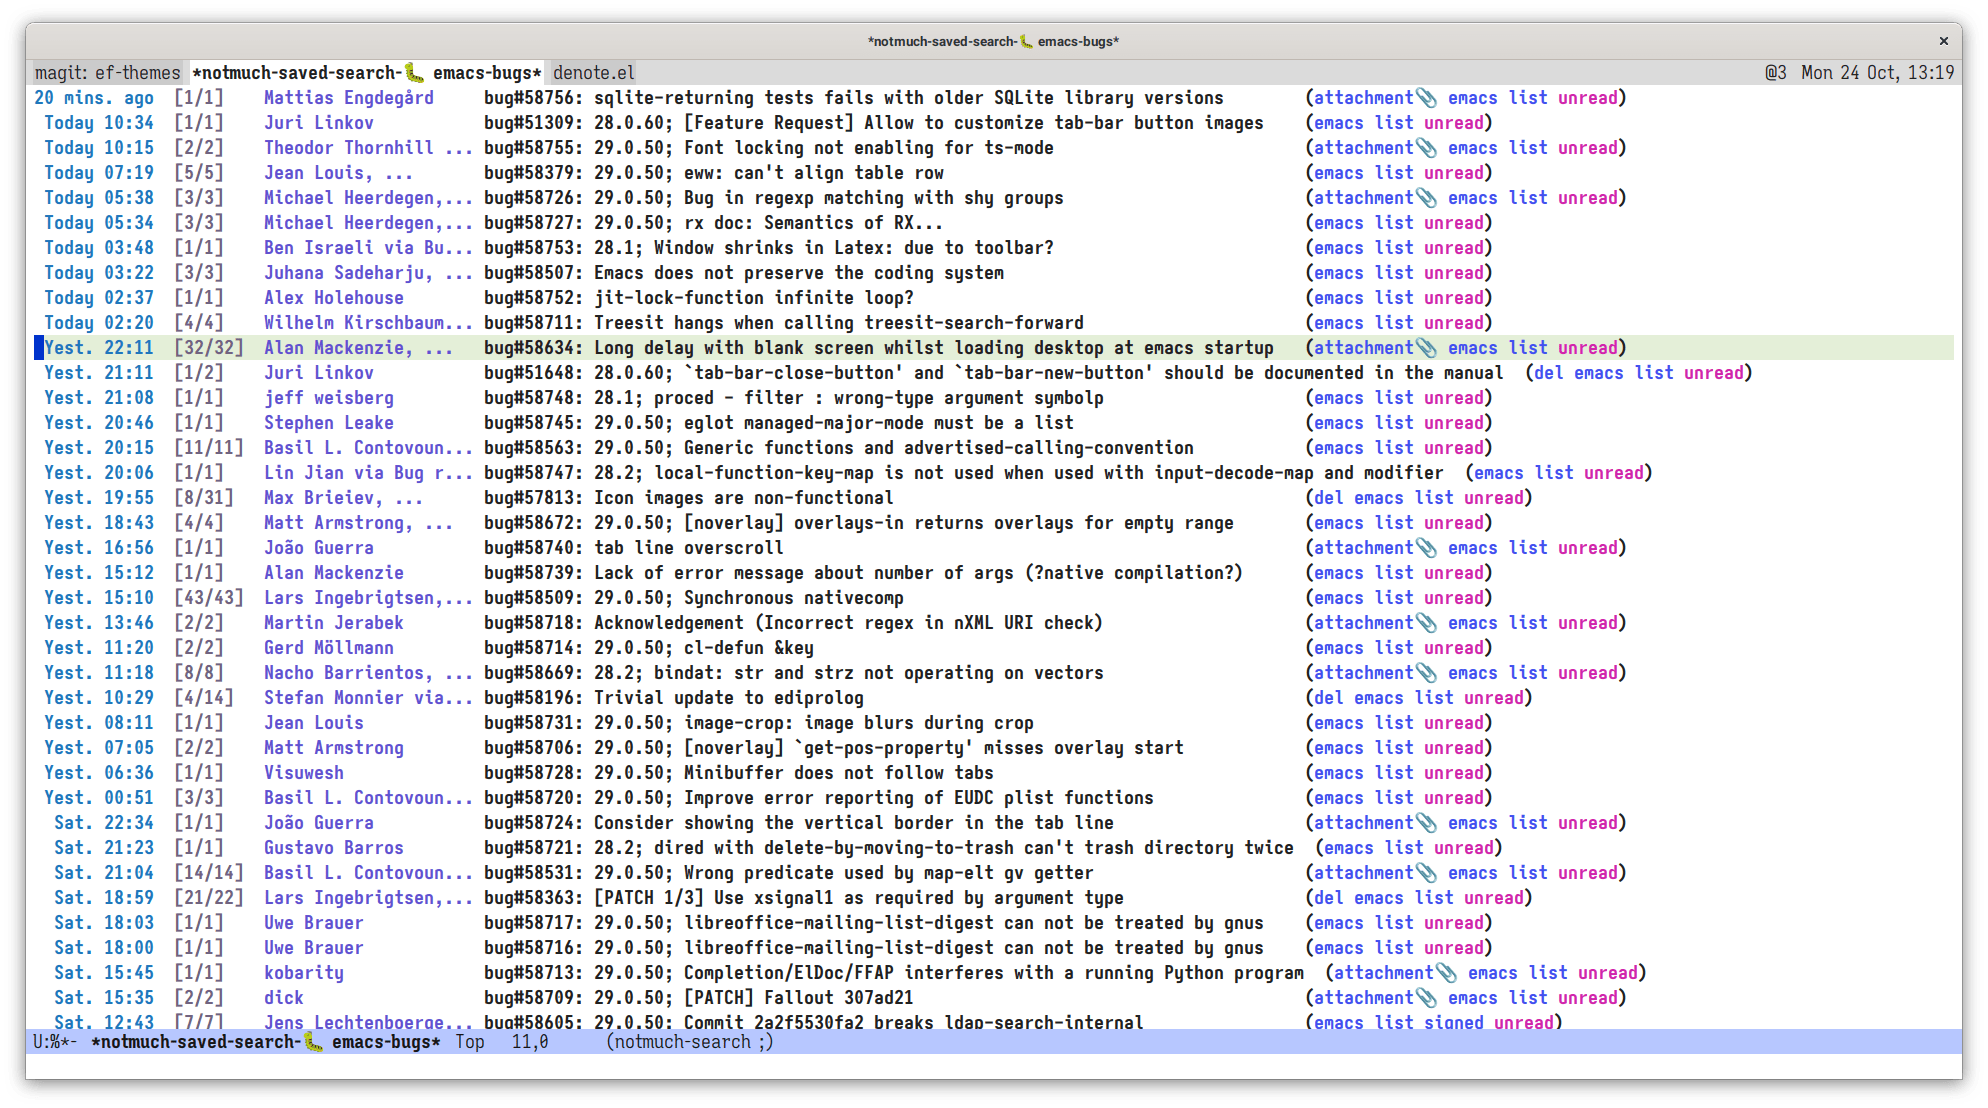 *notmuch-saved-search-🐛 emacs-bugs* ×
magit: ef-themes *notmuch-saved-search-🐛 emacs-bugs* denote.el @3 Mon 24 Oct, 13:19
20 mins. ago [1/1] Mattias Engdegård bug#58756: sqlite-returning tests fails with older SQLite library versions (attachment📎 emacs list unread)
Today 10:34 [1/1] Juri Linkov bug#51309: 28.0.60; [Feature Request] Allow to customize tab-bar button images (emacs list unread)
Today 10:15 [2/2] Theodor Thornhill ... bug#58755: 29.0.50; Font locking not enabling for ts-mode (attachment📎 emacs list unread)
Today 07:19 [5/5] Jean Louis, ... bug#58379: 29.0.50; eww: can't align table row (emacs list unread)
Today 05:38 [3/3] Michael Heerdegen,... bug#58726: 29.0.50; Bug in regexp matching with shy groups (attachment📎 emacs list unread)
Today 05:34 [3/3] Michael Heerdegen,... bug#58727: 29.0.50; rx doc: Semantics of RX... (emacs list unread)
Today 03:48 [1/1] Ben Israeli via Bu... bug#58753: 28.1; Window shrinks in Latex: due to toolbar? (emacs list unread)
Today 03:22 [3/3] Juhana Sadeharju, ... bug#58507: Emacs does not preserve the coding system (emacs list unread)
Today 02:37 [1/1] Alex Holehouse bug#58752: jit-lock-function infinite loop? (emacs list unread)
Today 02:20 [4/4] Wilhelm Kirschbaum... bug#58711: Treesit hangs when calling treesit-search-forward (emacs list unread)
Yest. 22:11 [32/32] Alan Mackenzie, ... bug#58634: Long delay with blank screen whilst loading desktop at emacs startup (attachment📎 emacs list unread)
Yest. 21:11 [1/2] Juri Linkov bug#51648: 28.0.60; `tab-bar-close-button' and `tab-bar-new-button' should be documented in the manual (del emacs list unread)
Yest. 21:08 [1/1] jeff weisberg bug#58748: 28.1; proced - filter : wrong-type argument symbolp (emacs list unread)
Yest. 20:46 [1/1] Stephen Leake bug#58745: 29.0.50; eglot managed-major-mode must be a list (emacs list unread)
Yest. 20:15 [11/11] Basil L. Contovoun... bug#58563: 29.0.50; Generic functions and advertised-calling-convention (emacs list unread)
Yest. 20:06 [1/1] Lin Jian via Bug r... bug#58747: 28.2; local-function-key-map is not used when used with input-decode-map and modifier (emacs list unread)
Yest. 19:55 [8/31] Max Brieiev, ... bug#57813: Icon images are non-functional (del emacs list unread)
Yest. 18:43 [4/4] Matt Armstrong, ... bug#58672: 29.0.50; [noverlay] overlays-in returns overlays for empty range (emacs list unread)
Yest. 16:56 [1/1] João Guerra bug#58740: tab line overscroll (attachment📎 emacs list unread)
Yest. 15:12 [1/1] Alan Mackenzie bug#58739: Lack of error message about number of args (?native compilation?) (emacs list unread)
Yest. 15:10 [43/43] Lars Ingebrigtsen,... bug#58509: 29.0.50; Synchronous nativecomp (emacs list unread)
Yest. 13:46 [2/2] Martin Jerabek bug#58718: Acknowledgement (Incorrect regex in nXML URI check) (attachment📎 emacs list unread)
Yest. 11:20 [2/2] Gerd Möllmann bug#58714: 29.0.50; cl-defun &key (emacs list unread)
Yest. 11:18 [8/8] Nacho Barrientos, ... bug#58669: 28.2; bindat: str and strz not operating on vectors (attachment📎 emacs list unread)
Yest. 10:29 [4/14] Stefan Monnier via... bug#58196: Trivial update to ediprolog (del emacs list unread)
Yest. 08:11 [1/1] Jean Louis bug#58731: 29.0.50; image-crop: image blurs during crop (emacs list unread)
Yest. 07:05 [2/2] Matt Armstrong bug#58706: 29.0.50; [noverlay] `get-pos-property' misses overlay start (emacs list unread)
Yest. 06:36 [1/1] Visuwesh bug#58728: 29.0.50; Minibuffer does not follow tabs (emacs list unread)
Yest. 00:51 [3/3] Basil L. Contovoun... bug#58720: 29.0.50; Improve error reporting of EUDC plist functions (emacs list unread)
Sat. 22:34 [1/1] João Guerra bug#58724: Consider showing the vertical border in the tab line (attachment📎 emacs list unread)
Sat. 21:23 [1/1] Gustavo Barros bug#58721: 28.2; dired with delete-by-moving-to-trash can't trash directory twice (emacs list unread)
Sat. 21:04 [14/14] Basil L. Contovoun... bug#58531: 29.0.50; Wrong predicate used by map-elt gv getter (attachment📎 emacs list unread)
Sat. 18:59 [21/22] Lars Ingebrigtsen,... bug#58363: [PATCH 1/3] Use xsignal1 as required by argument type (del emacs list unread)
Sat. 18:03 [1/1] Uwe Brauer bug#58717: 29.0.50; libreoffice-mailing-list-digest can not be treated by gnus (emacs list unread)
Sat. 18:00 [1/1] Uwe Brauer bug#58716: 29.0.50; libreoffice-mailing-list-digest can not be treated by gnus (emacs list unread)
Sat. 15:45 [1/1] kobarity bug#58713: 29.0.50; Completion/ElDoc/FFAP interferes with a running Python program (attachment📎 emacs list unread)
Sat. 15:35 [2/2] dick bug#58709: 29.0.50; [PATCH] Fallout 307ad21 (attachment📎 emacs list unread)
Sat. 12:43 [7/7] Jens Lechtenboerge... bug#58605: 29.0.50; Commit 2a2f5530fa2 breaks ldap-search-internal (emacs list signed unread)
U:%*- *notmuch-saved-search-🐛 emacs-bugs* Top 11,0 (notmuch-search ;)